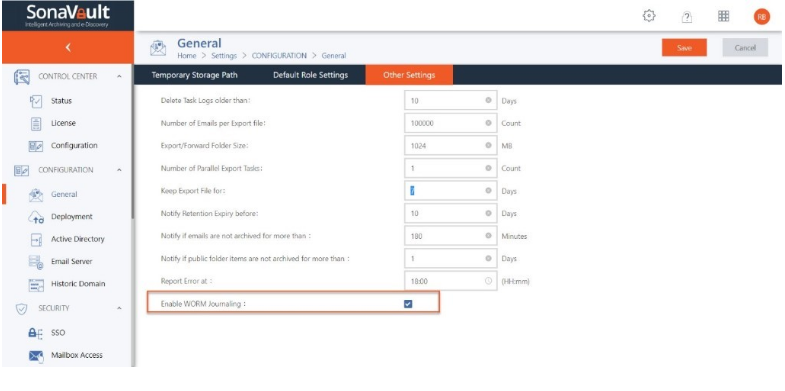 SonaVault
Intelligent Archiving and e-Discovery
RB
General
Home > Settings > CONFIGURATION > General
Save
Cancel
CONTROL CENTER
Status
License
Configuration
CONFIGURATION
General
Deployment
Active Directory
Email Server
Historic Domain
SECURITY
SSO
Mailbox Access
Temporary Storage Path Default Role Settings Other Settings
Delete Task Logs older than: 10 Days
Number of Emails per Export file: 100000 Count
Export/Forward Folder Size: 1024 MB
Number of Parallel Export Tasks: 1 Count
Keep Export File for: Days
Notify Retention Expiry before: 10 Days
Notify if emails are not archived for more than : 180 Minutes
Notify if public folder items are not archived for more than : 1 Days
Report Error at : 18:00 (HH:mm)
Enable WORM Journaling :